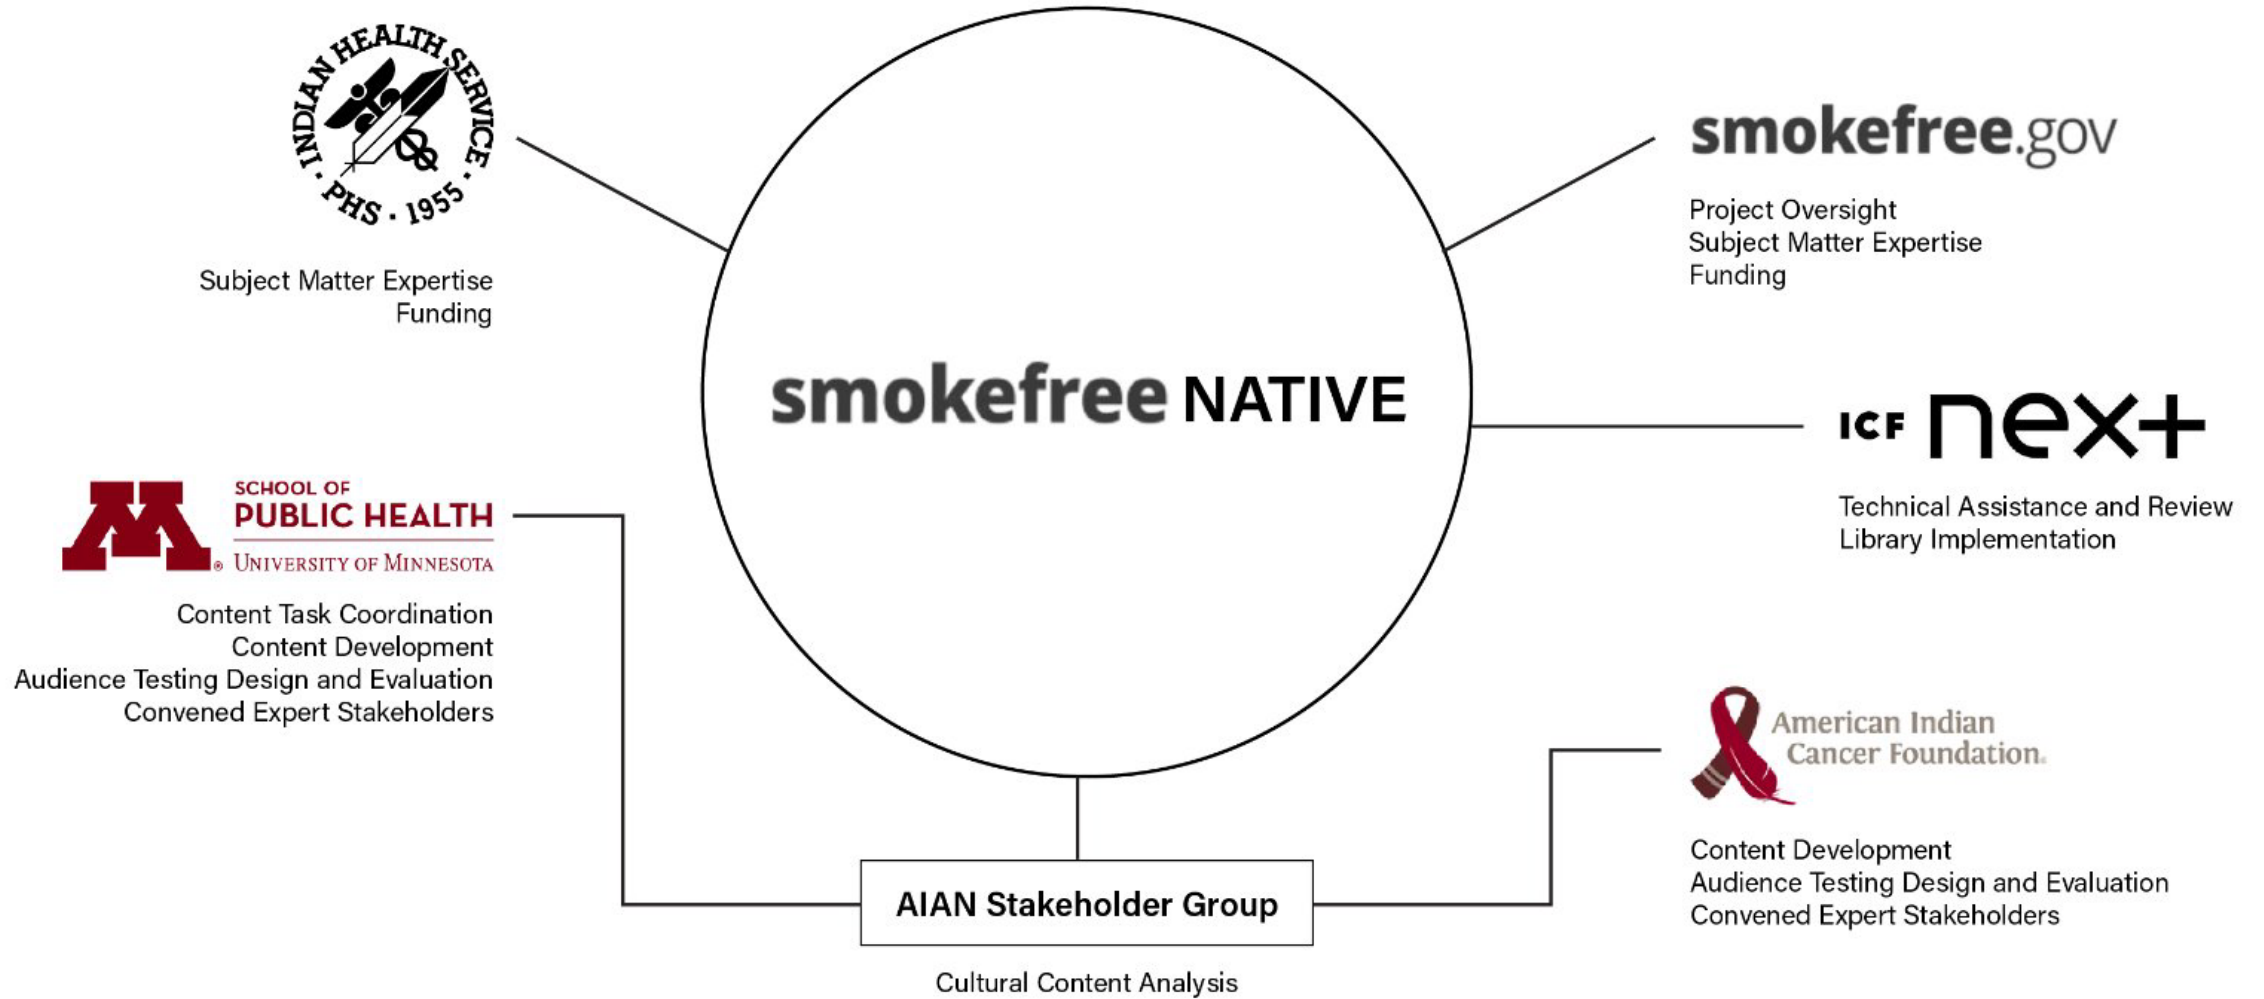 INDIAN HEALTH SERVICE
· PHS · 1955 ·
Subject Matter Expertise
Funding
smokefree.gov
Project Oversight
Subject Matter Expertise
Funding
smokefree NATIVE
ICF next
Technical Assistance and Review
Library Implementation
M®
SCHOOL OF
PUBLIC HEALTH
UNIVERSITY OF MINNESOTA
Content Task Coordination
Content Development
Audience Testing Design and Evaluation
Convened Expert Stakeholders
American Indian
Cancer Foundation.
Content Development
Audience Testing Design and Evaluation
Convened Expert Stakeholders
AIAN Stakeholder Group
Cultural Content Analysis